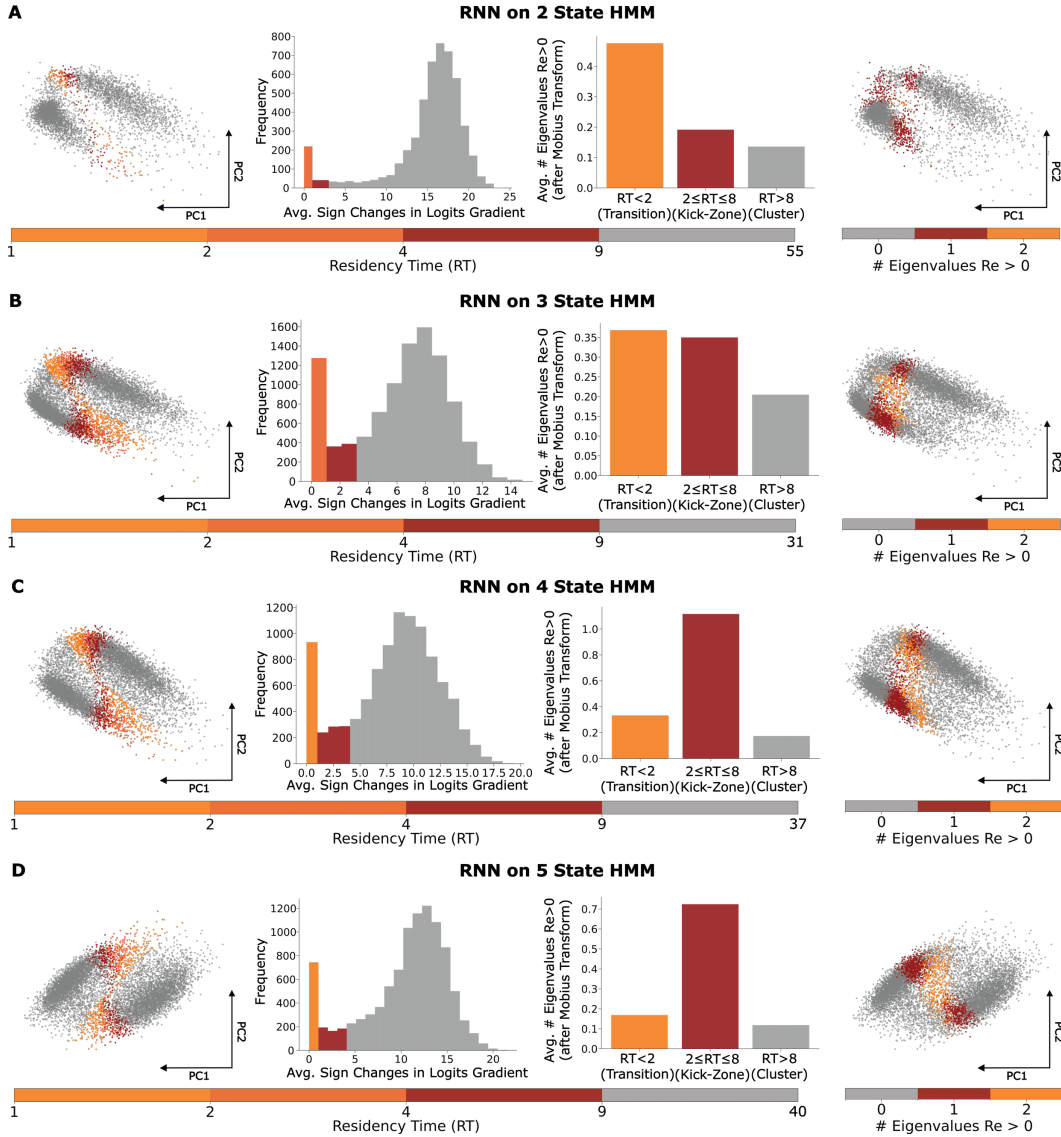 A
RNN on 2 State HMM
PC1
PC2
Frequency
800
700
600
500
400
300
200
100
0
0 5 10 15 20 25
Avg. Sign Changes in Logits Gradient
Avg. # Eigenvalues Re>0
(after Mobius Transform)
0.4
0.3
0.2
0.1
0.0
RT<2 2≤RT≤8 RT>8
(Transition)(Kick-Zone)(Cluster)
PC1
PC2
1 2 4 9 55
Residency Time (RT)
0 1 2
# Eigenvalues Re > 0
B
RNN on 3 State HMM
PC1
PC2
Frequency
1600
1400
1200
1000
800
600
400
200
0
0 2 4 6 8 10 12 14
Avg. Sign Changes in Logits Gradient
Avg. # Eigenvalues Re>0
(after Mobius Transform)
0.35
0.30
0.25
0.20
0.15
0.10
0.05
0.00
RT<2 2≤RT≤8 RT>8
(Transition)(Kick-Zone)(Cluster)
PC1
PC2
1 2 4 9 31
Residency Time (RT)
0 1 2
# Eigenvalues Re > 0
C
RNN on 4 State HMM
PC1
PC2
Frequency
1200
1000
800
600
400
200
0
0.0 2.5 5.0 7.5 10.0 12.5 15.0 17.5 20.0
Avg. Sign Changes in Logits Gradient
Avg. # Eigenvalues Re>0
(after Mobius Transform)
1.0
0.8
0.6
0.4
0.2
0.0
RT<2 2≤RT≤8 RT>8
(Transition)(Kick-Zone)(Cluster)
PC1
PC2
1 2 4 9 37
Residency Time (RT)
0 1 2
# Eigenvalues Re > 0
D
RNN on 5 State HMM
PC1
PC2
Frequency
1200
1000
800
600
400
200
0
0 5 10 15 20
Avg. Sign Changes in Logits Gradient
Avg. # Eigenvalues Re>0
(after Mobius Transform)
0.7
0.6
0.5
0.4
0.3
0.2
0.1
0.0
RT<2 2≤RT≤8 RT>8
(Transition)(Kick-Zone)(Cluster)
PC1
PC2
1 2 4 9 40
Residency Time (RT)
0 1 2
# Eigenvalues Re > 0